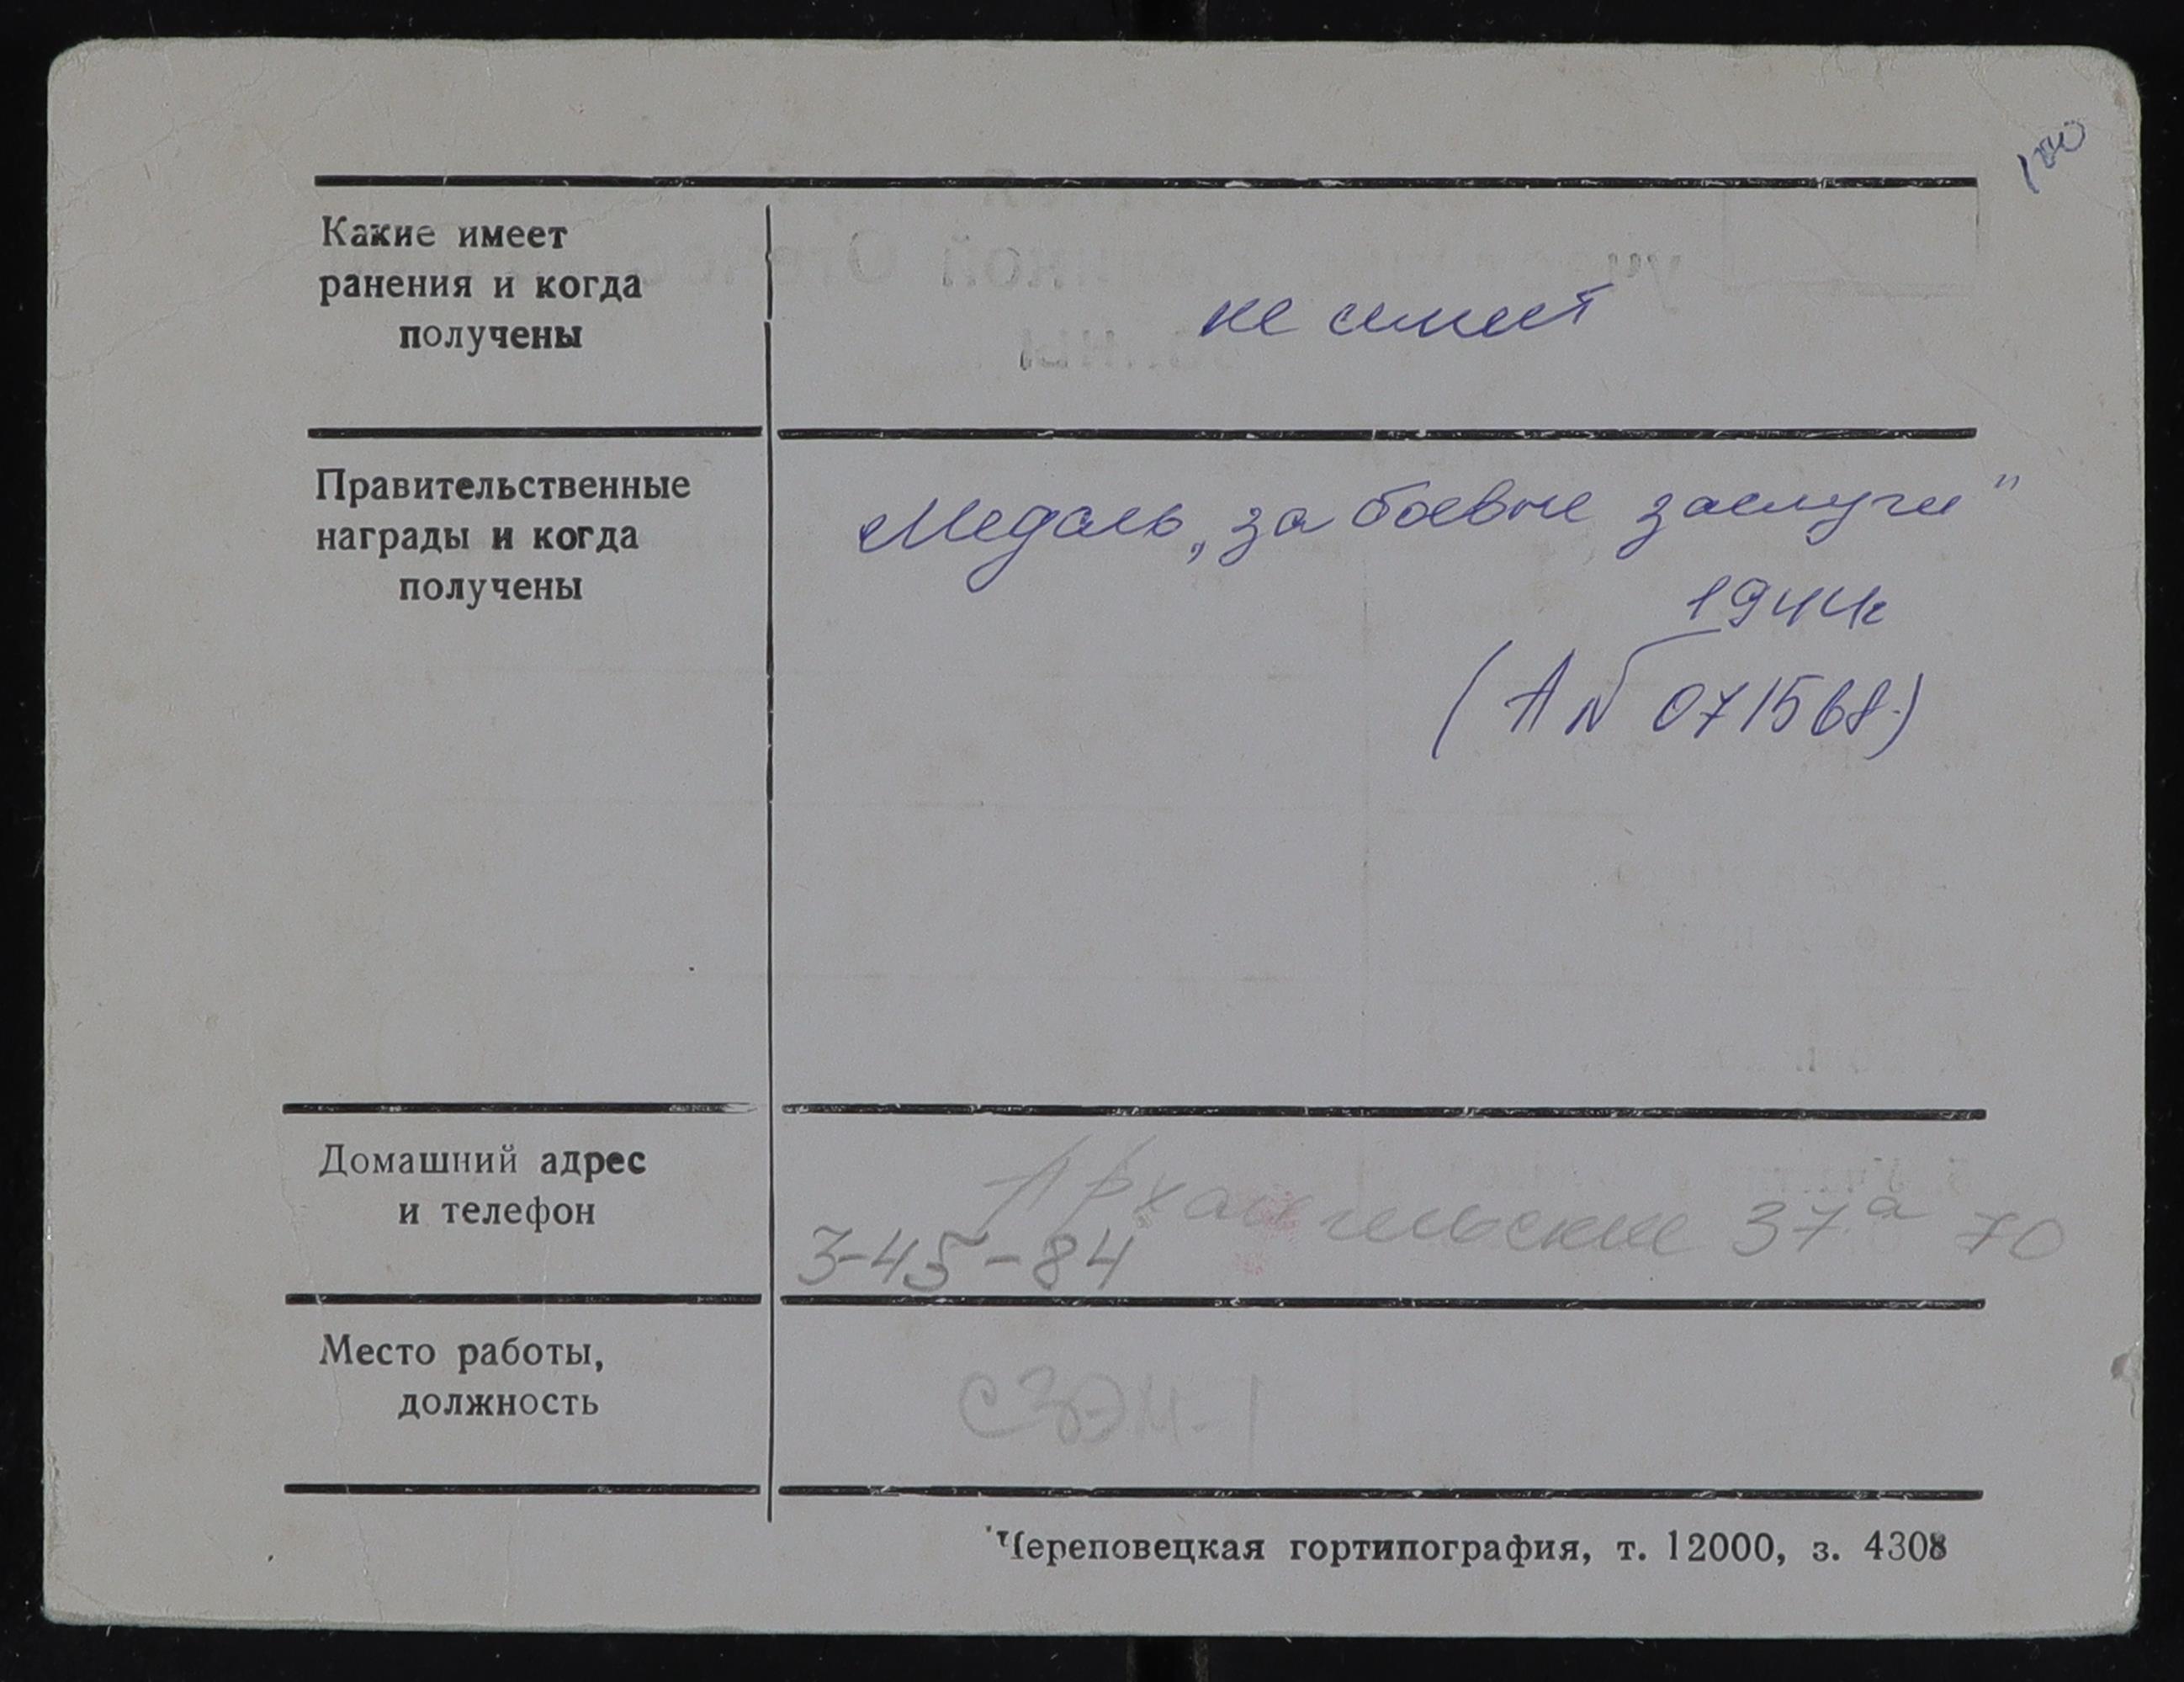 100
Какие имеет
ранения и когда
получены
не имеет
Правительственные
награды и когда
получены
Медаль „за боевые заслуги"
1944г
(А № 071568)
Домашний адрес
и телефон
Архангельская 37а 70
3-45-84
Место работы,
должность
СЗЭМ-1
Череповецкая гортипография, т. 12000, з. 4308